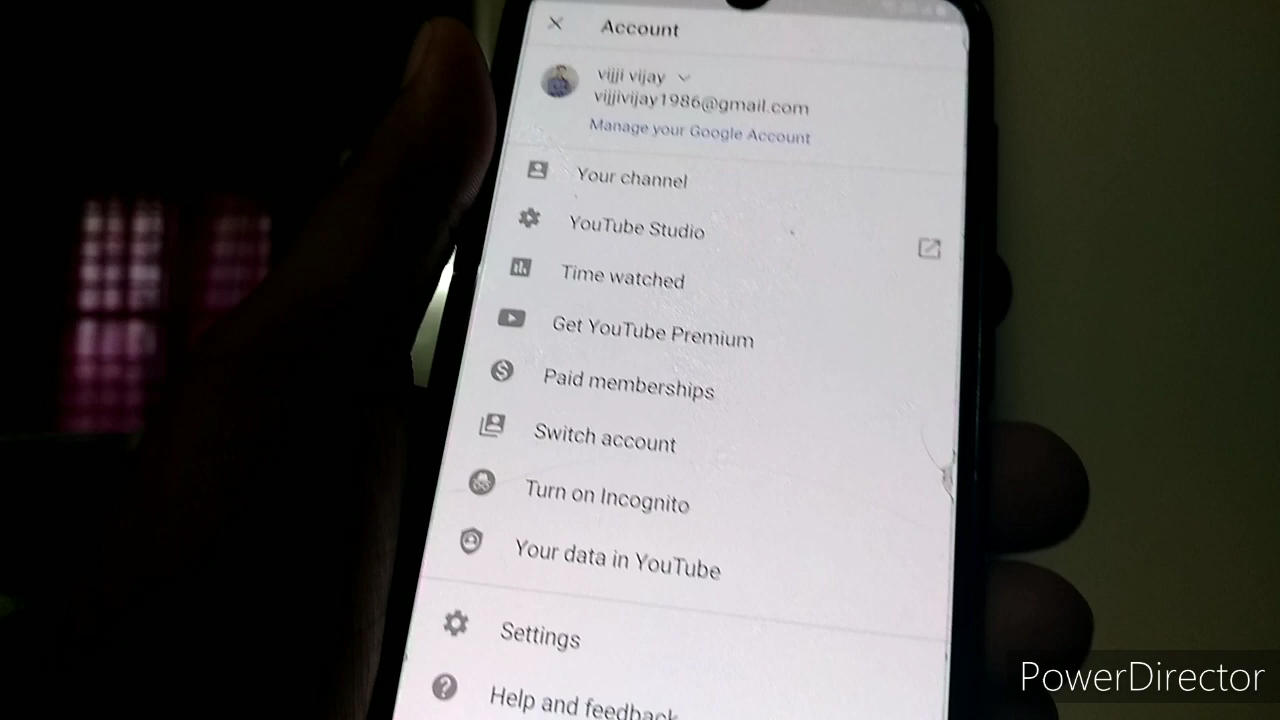 Account
vijji vijay
vijjivijay1986@gmail.com
Manage your Google Account
Your channel
YouTube Studio
Time watched
Get YouTube Premium
Paid memberships
Switch account
Turn on Incognito
Your data in YouTube
Settings
Help and feedback
PowerDirector